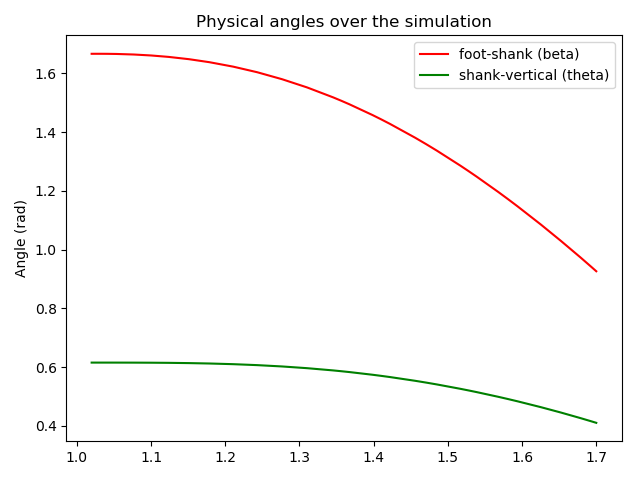 Physical angles over the simulation
foot-shank (beta)
shank-vertical (theta)
Angle (rad)
1.6
1.4
1.2
1.0
0.8
0.6
0.4
1.0 1.1 1.2 1.3 1.4 1.5 1.6 1.7